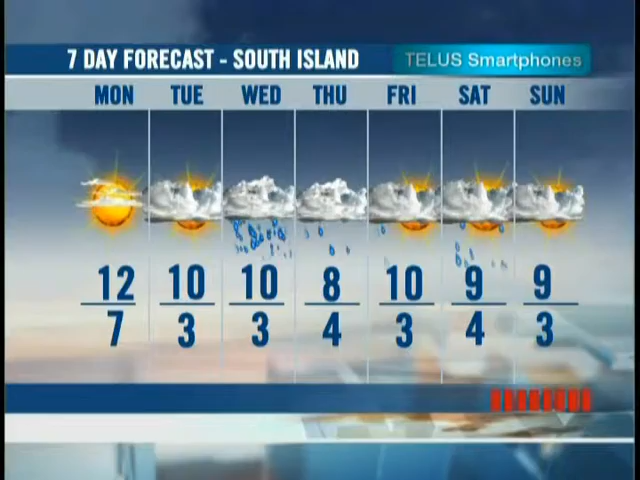 7 DAY FORECAST - SOUTH ISLAND
TELUS Smartphones
MON TUE WED THU FRI SAT SUN
12 10 10 8 10 9 9
7 3 3 4 3 4 3